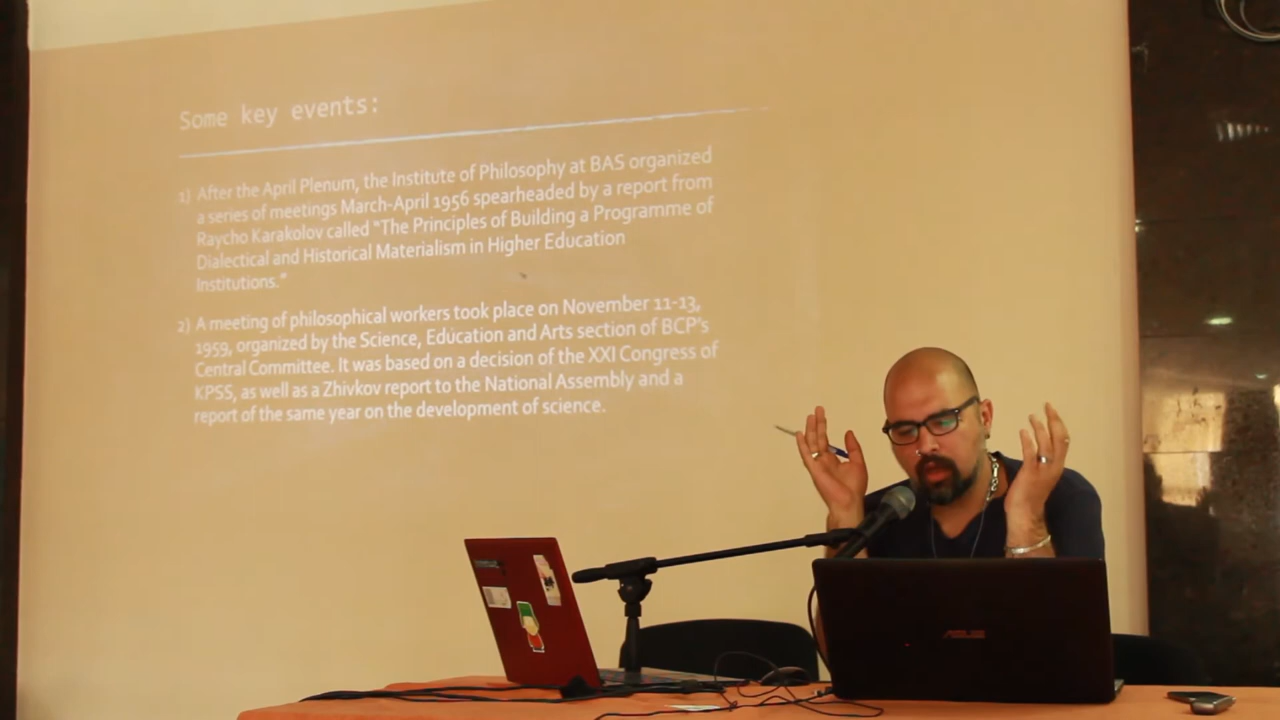 Some key events:
1) After the April Plenum, the Institute of Philosophy at BAS organized
a series of meetings March-April 1956 spearheaded by a report from
Raycho Karakolov called "The Principles of Building a Programme of
Dialectical and Historical Materialism in Higher Education
Institutions."
2) A meeting of philosophical workers took place on November 11-13,
1959, organized by the Science, Education and Arts section of BCP's
Central Committee. It was based on a decision of the XXI Congress of
KPSS, as well as a Zhivkov report to the National Assembly and a
report of the same year on the development of science.
ASUS